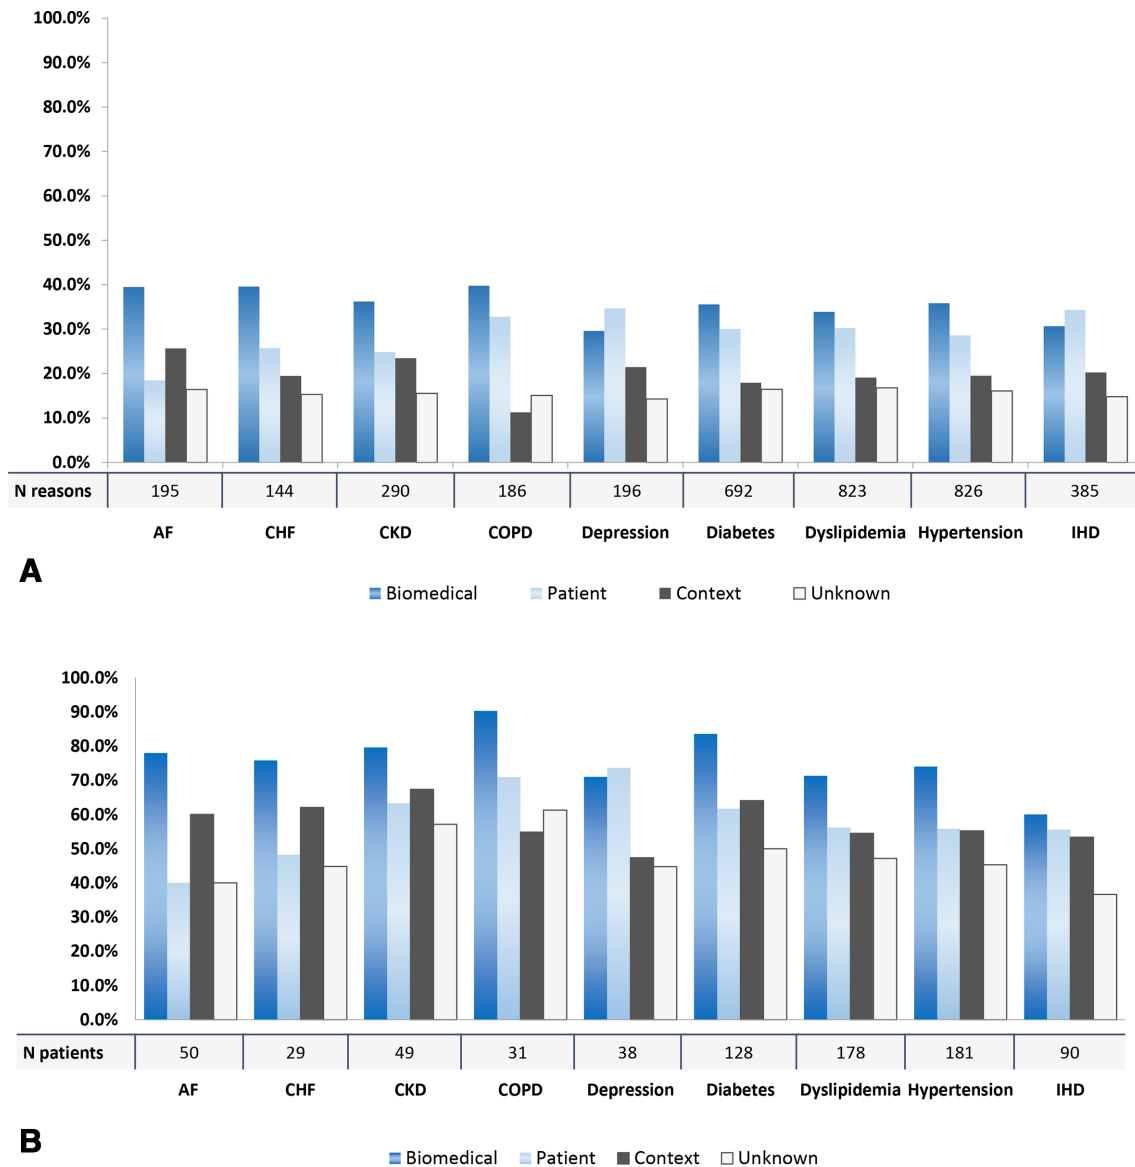 100.0%
90.0%
80.0%
70.0%
60.0%
50.0%
40.0%
30.0%
20.0%
10.0%
0.0%
N reasons 195 144 290 186 196 692 823 826 385
AF CHF CKD COPD Depression Diabetes Dyslipidemia Hypertension IHD
A
Biomedical Patient Context Unknown
100.0%
90.0%
80.0%
70.0%
60.0%
50.0%
40.0%
30.0%
20.0%
10.0%
0.0%
N patients 50 29 49 31 38 128 178 181 90
AF CHF CKD COPD Depression Diabetes Dyslipidemia Hypertension IHD
B
Biomedical Patient Context Unknown